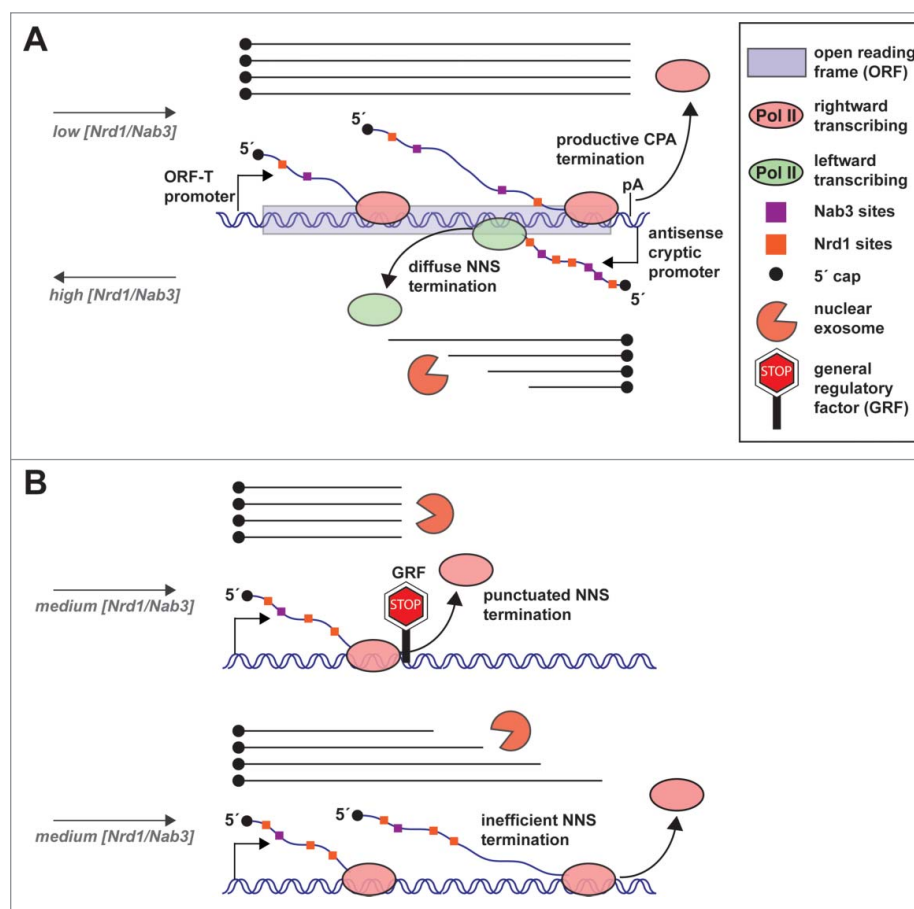 A
low [Nrd1/Nab3]
high [Nrd1/Nab3]
5´
5´
ORF-T
promoter
productive CPA
termination
pA
antisense
cryptic
promoter
diffuse NNS
termination
5´
open reading
frame (ORF)
Pol II
rightward
transcribing
Pol II
leftward
transcribing
Nab3 sites
Nrd1 sites
5´ cap
nuclear
exosome
STOP
general
regulatory
factor (GRF)
B
medium [Nrd1/Nab3]
5´
GRF
STOP
punctuated NNS
termination
medium [Nrd1/Nab3]
5´
5´
inefficient NNS
termination